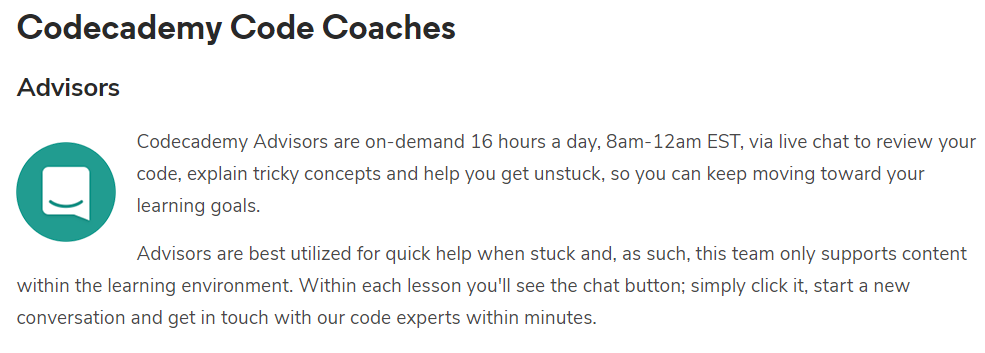 Codecademy Code Coaches
Advisors
Codecademy Advisors are on-demand 16 hours a day, 8am-12am EST, via live chat to review your
code, explain tricky concepts and help you get unstuck, so you can keep moving toward your
learning goals.
Advisors are best utilized for quick help when stuck and, as such, this team only supports content
within the learning environment. Within each lesson you'll see the chat button; simply click it, start a new
conversation and get in touch with our code experts within minutes.